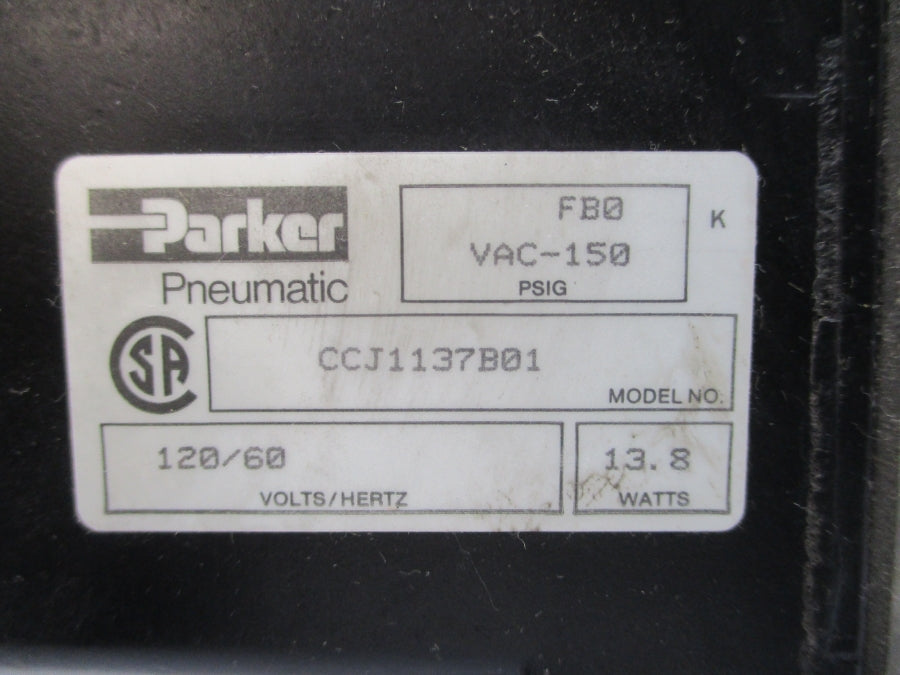 Parker
Pneumatic
FB0
VAC-150
PSIG
K
SA
CCJ1137B01
MODEL NO.
120/60
VOLTS/HERTZ
13.8
WATTS